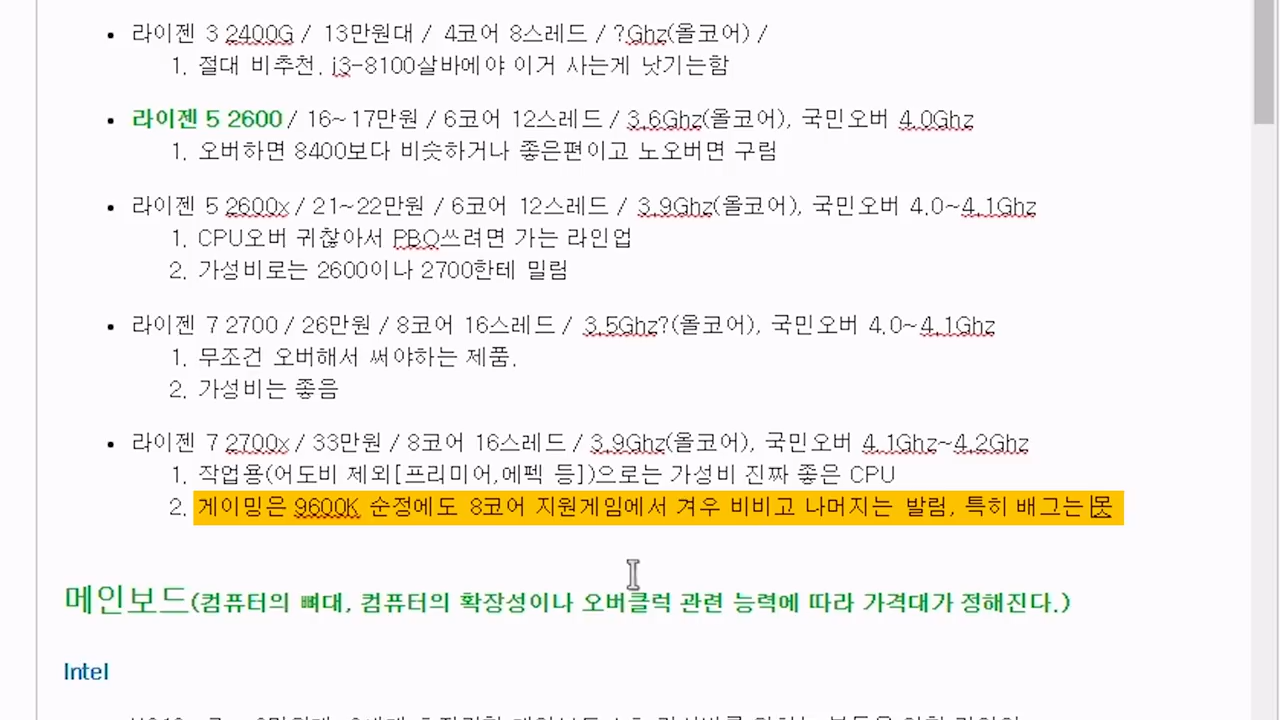 • 라이젠 3 2400G / 13만원대 / 4코어 8스레드 / ?Ghz(올코어) /
1. 절대 비추천. i3-8100살바에야 이거 사는게 낫기는함
• 라이젠 5 2600 / 16~17만원 / 6코어 12스레드 / 3.6Ghz(올코어), 국민오버 4.0Ghz
1. 오버하면 8400보다 비슷하거나 좋은편이고 노오버면 구림
• 라이젠 5 2600x / 21~22만원 / 6코어 12스레드 / 3.9Ghz(올코어), 국민오버 4.0~4.1Ghz
1. CPU오버 귀찮아서 PBO쓰려면 가는 라인업
2. 가성비로는 2600이나 2700한테 밀림
• 라이젠 7 2700 / 26만원 / 8코어 16스레드 / 3.5Ghz?(올코어), 국민오버 4.0~4.1Ghz
1. 무조건 오버해서 써야하는 제품.
2. 가성비는 좋음
• 라이젠 7 2700x / 33만원 / 8코어 16스레드 / 3.9Ghz(올코어), 국민오버 4.1Ghz~4.2Ghz
1. 작업용(어도비 제외[프리미어,에펙 등])으로는 가성비 진짜 좋은 CPU
2. 게이밍은 9600K 순정에도 8코어 지원게임에서 겨우 비비고 나머지는 발림, 특히 배그는 못
메인보드(컴퓨터의 뼈대, 컴퓨터의 확장성이나 오버클럭 관련 능력에 따라 가격대가 정해진다.)
Intel